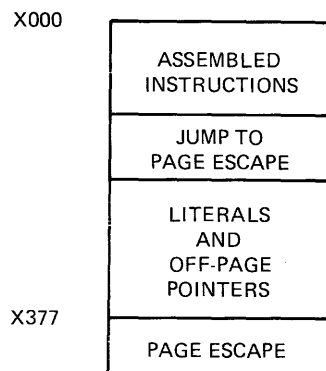 X000
ASSEMBLED
INSTRUCTIONS
JUMP TO
PAGE ESCAPE
LITERALS
AND
OFF-PAGE
POINTERS
X377
PAGE ESCAPE